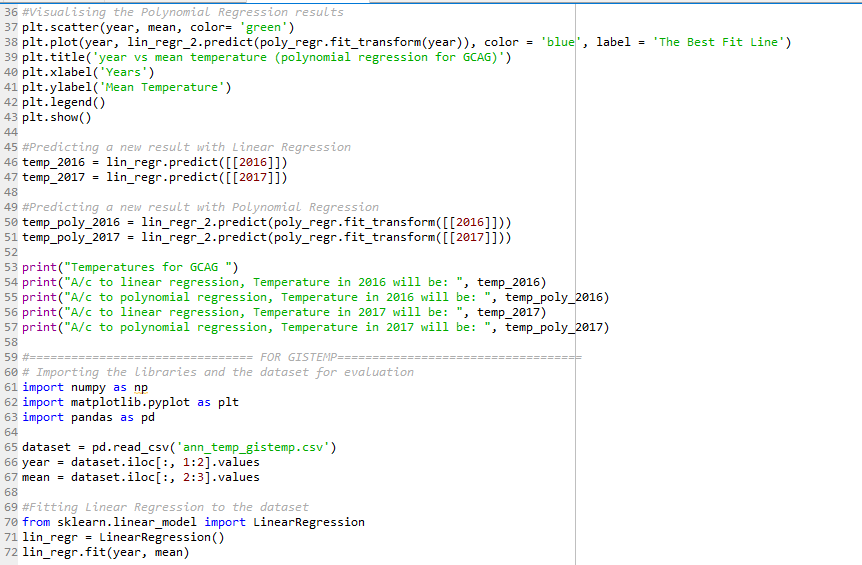 36 #Visualising the Polynomial Regression results
37 plt.scatter(year, mean, color= 'green')
38 plt.plot(year, lin_regr_2.predict(poly_regr.fit_transform(year)), color = 'blue', label = 'The Best Fit Line')
39 plt.title('year vs mean temperature (polynomial regression for GCAG)')
40 plt.xlabel('Years')
41 plt.ylabel('Mean Temperature')
42 plt.legend()
43 plt.show()
44
45 #Predicting a new result with Linear Regression
46 temp_2016 = lin_regr.predict([[2016]])
47 temp_2017 = lin_regr.predict([[2017]])
48
49 #Predicting a new result with Polynomial Regression
50 temp_poly_2016 = lin_regr_2.predict(poly_regr.fit_transform([[2016]]))
51 temp_poly_2017 = lin_regr_2.predict(poly_regr.fit_transform([[2017]]))
52
53 print("Temperatures for GCAG ")
54 print("A/c to linear regression, Temperature in 2016 will be: ", temp_2016)
55 print("A/c to polynomial regression, Temperature in 2016 will be: ", temp_poly_2016)
56 print("A/c to linear regression, Temperature in 2017 will be: ", temp_2017)
57 print("A/c to polynomial regression, Temperature in 2017 will be: ", temp_poly_2017)
58
59 #================================ FOR GISTEMP===================================
60 # Importing the libraries and the dataset for evaluation
61 import numpy as np
62 import matplotlib.pyplot as plt
63 import pandas as pd
64
65 dataset = pd.read_csv('ann_temp_gistemp.csv')
66 year = dataset.iloc[:, 1:2].values
67 mean = dataset.iloc[:, 2:3].values
68
69 #Fitting Linear Regression to the dataset
70 from sklearn.linear_model import LinearRegression
71 lin_regr = LinearRegression()
72 lin_regr.fit(year, mean)